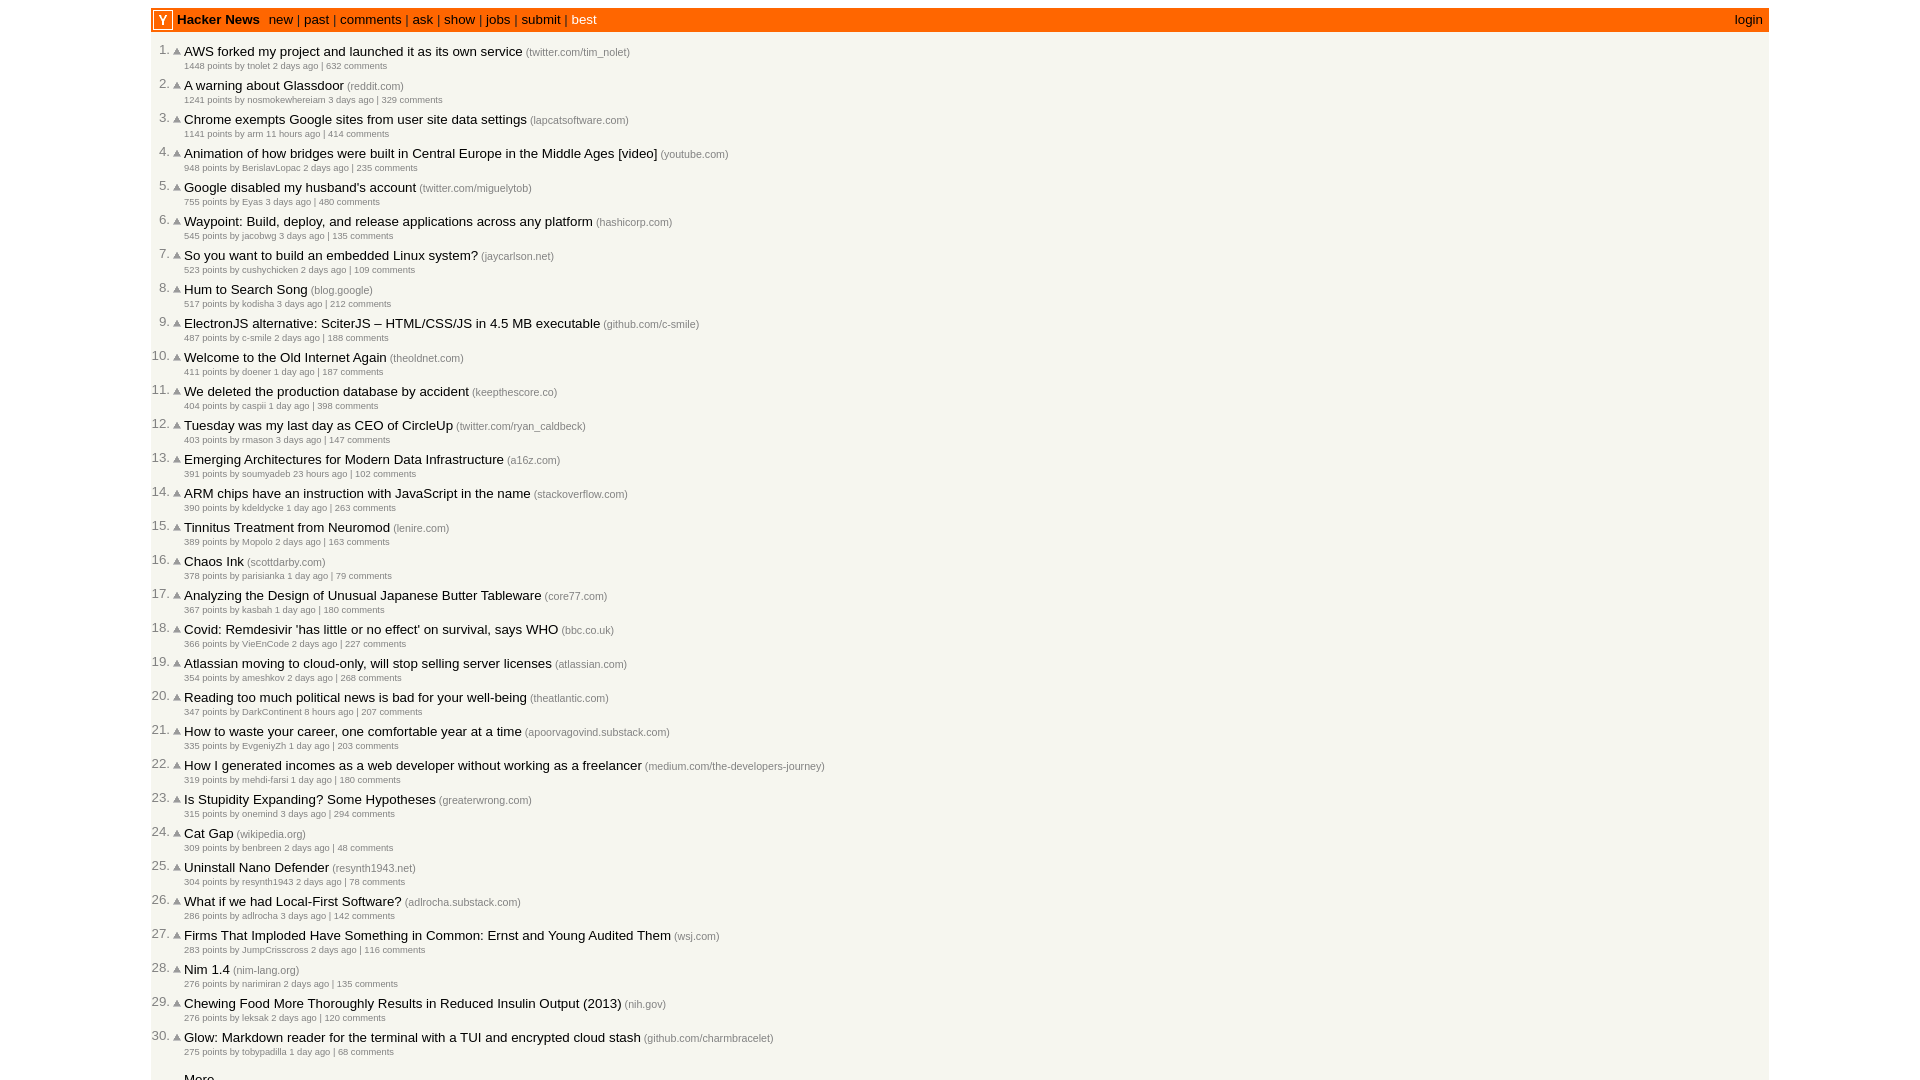 Y Hacker News new | past | comments | ask | show | jobs | submit | best login
1. AWS forked my project and launched it as its own service (twitter.com/tim_nolet)
1448 points by tnolet 2 days ago | 632 comments
2. A warning about Glassdoor (reddit.com)
1241 points by nosmokewhereiam 3 days ago | 329 comments
3. Chrome exempts Google sites from user site data settings (lapcatsoftware.com)
1141 points by arm 11 hours ago | 414 comments
4. Animation of how bridges were built in Central Europe in the Middle Ages [video] (youtube.com)
948 points by BerislavLopac 2 days ago | 235 comments
5. Google disabled my husband's account (twitter.com/miguelytob)
755 points by Eyas 3 days ago | 480 comments
6. Waypoint: Build, deploy, and release applications across any platform (hashicorp.com)
545 points by jacobwg 3 days ago | 135 comments
7. So you want to build an embedded Linux system? (jaycarlson.net)
523 points by cushychicken 2 days ago | 109 comments
8. Hum to Search Song (blog.google)
517 points by kodisha 3 days ago | 212 comments
9. ElectronJS alternative: SciterJS – HTML/CSS/JS in 4.5 MB executable (github.com/c-smile)
487 points by c-smile 2 days ago | 188 comments
10. Welcome to the Old Internet Again (theoldnet.com)
411 points by doener 1 day ago | 187 comments
11. We deleted the production database by accident (keepthescore.co)
404 points by caspii 1 day ago | 398 comments
12. Tuesday was my last day as CEO of CircleUp (twitter.com/ryan_caldbeck)
403 points by rmason 3 days ago | 147 comments
13. Emerging Architectures for Modern Data Infrastructure (a16z.com)
391 points by soumyadeb 23 hours ago | 102 comments
14. ARM chips have an instruction with JavaScript in the name (stackoverflow.com)
390 points by kdeldycke 1 day ago | 263 comments
15. Tinnitus Treatment from Neuromod (lenire.com)
389 points by Mopolo 2 days ago | 163 comments
16. Chaos Ink (scottdarby.com)
378 points by parisianka 1 day ago | 79 comments
17. Analyzing the Design of Unusual Japanese Butter Tableware (core77.com)
367 points by kasbah 1 day ago | 180 comments
18. Covid: Remdesivir 'has little or no effect' on survival, says WHO (bbc.co.uk)
366 points by VieEnCode 2 days ago | 227 comments
19. Atlassian moving to cloud-only, will stop selling server licenses (atlassian.com)
354 points by ameshkov 2 days ago | 268 comments
20. Reading too much political news is bad for your well-being (theatlantic.com)
347 points by DarkContinent 8 hours ago | 207 comments
21. How to waste your career, one comfortable year at a time (apoorvagovind.substack.com)
335 points by EvgeniyZh 1 day ago | 203 comments
22. How I generated incomes as a web developer without working as a freelancer (medium.com/the-developers-journey)
319 points by mehdi-farsi 1 day ago | 180 comments
23. Is Stupidity Expanding? Some Hypotheses (greaterwrong.com)
315 points by onemind 3 days ago | 294 comments
24. Cat Gap (wikipedia.org)
309 points by benbreen 2 days ago | 48 comments
25. Uninstall Nano Defender (resynth1943.net)
304 points by resynth1943 2 days ago | 78 comments
26. What if we had Local-First Software? (adlrocha.substack.com)
286 points by adlrocha 3 days ago | 142 comments
27. Firms That Imploded Have Something in Common: Ernst and Young Audited Them (wsj.com)
283 points by JumpCrisscross 2 days ago | 116 comments
28. Nim 1.4 (nim-lang.org)
276 points by narimiran 2 days ago | 135 comments
29. Chewing Food More Thoroughly Results in Reduced Insulin Output (2013) (nih.gov)
276 points by leksak 2 days ago | 120 comments
30. Glow: Markdown reader for the terminal with a TUI and encrypted cloud stash (github.com/charmbracelet)
275 points by tobypadilla 1 day ago | 68 comments
More